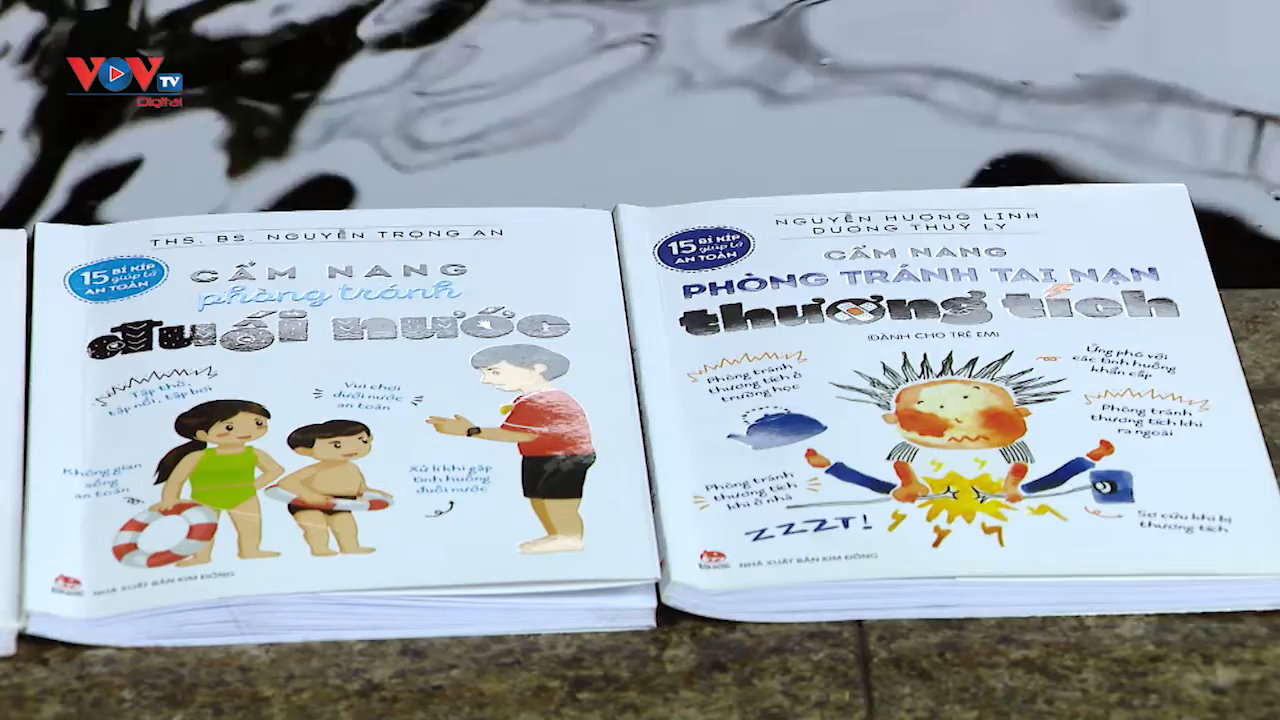 VOV TV
Digital
THS. BS. NGUYỄN TRỌNG AN
15 BÍ KÍP
giúp bé
AN TOÀN
CẨM NANG
phòng tránh
đuối nước
Tập thở,
tập nổi, tập bơi
Vui chơi
dưới nước
an toàn
Không gian
sống
an toàn
Xử lí khi gặp
tình huống
đuối nước
NHÀ XUẤT BẢN KIM ĐỒNG
NGUYỄN HƯƠNG LINH
DƯƠNG THUỲ LY
15 BÍ KÍP
giúp bé
AN TOÀN
CẨM NANG
PHÒNG TRÁNH TAI NẠN
thương tích
(DÀNH CHO TRẺ EM)
Phòng tránh
thương tích ở
trường học
Ứng phó với
các tình huống
khẩn cấp
Phòng tránh
thương tích khi
ra ngoài
Phòng tránh
thương tích
khi ở nhà
ZZZT!
Sơ cứu khi bị
thương tích
NHÀ XUẤT BẢN KIM ĐỒNG